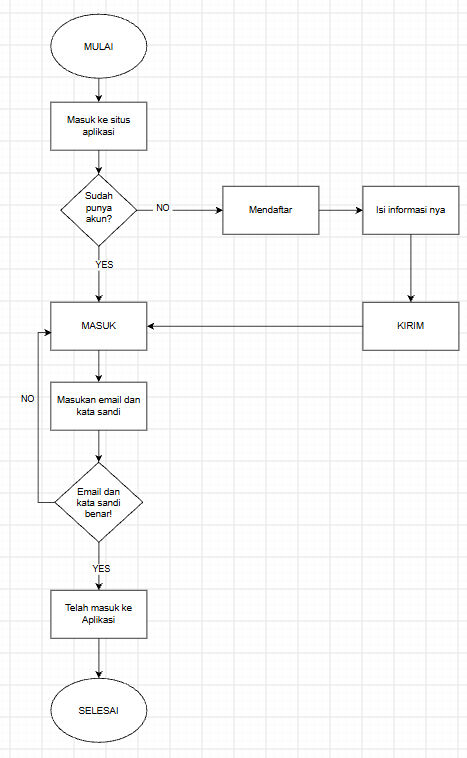 MULAI
Masuk ke situs
aplikasi
Sudah
punya
akun?
NO
Mendaftar
Isi informasi nya
YES
MASUK
KIRIM
Masukan email dan
kata sandi
NO
Email dan
kata sandi
benar!
YES
Telah masuk ke
Aplikasi
SELESAI